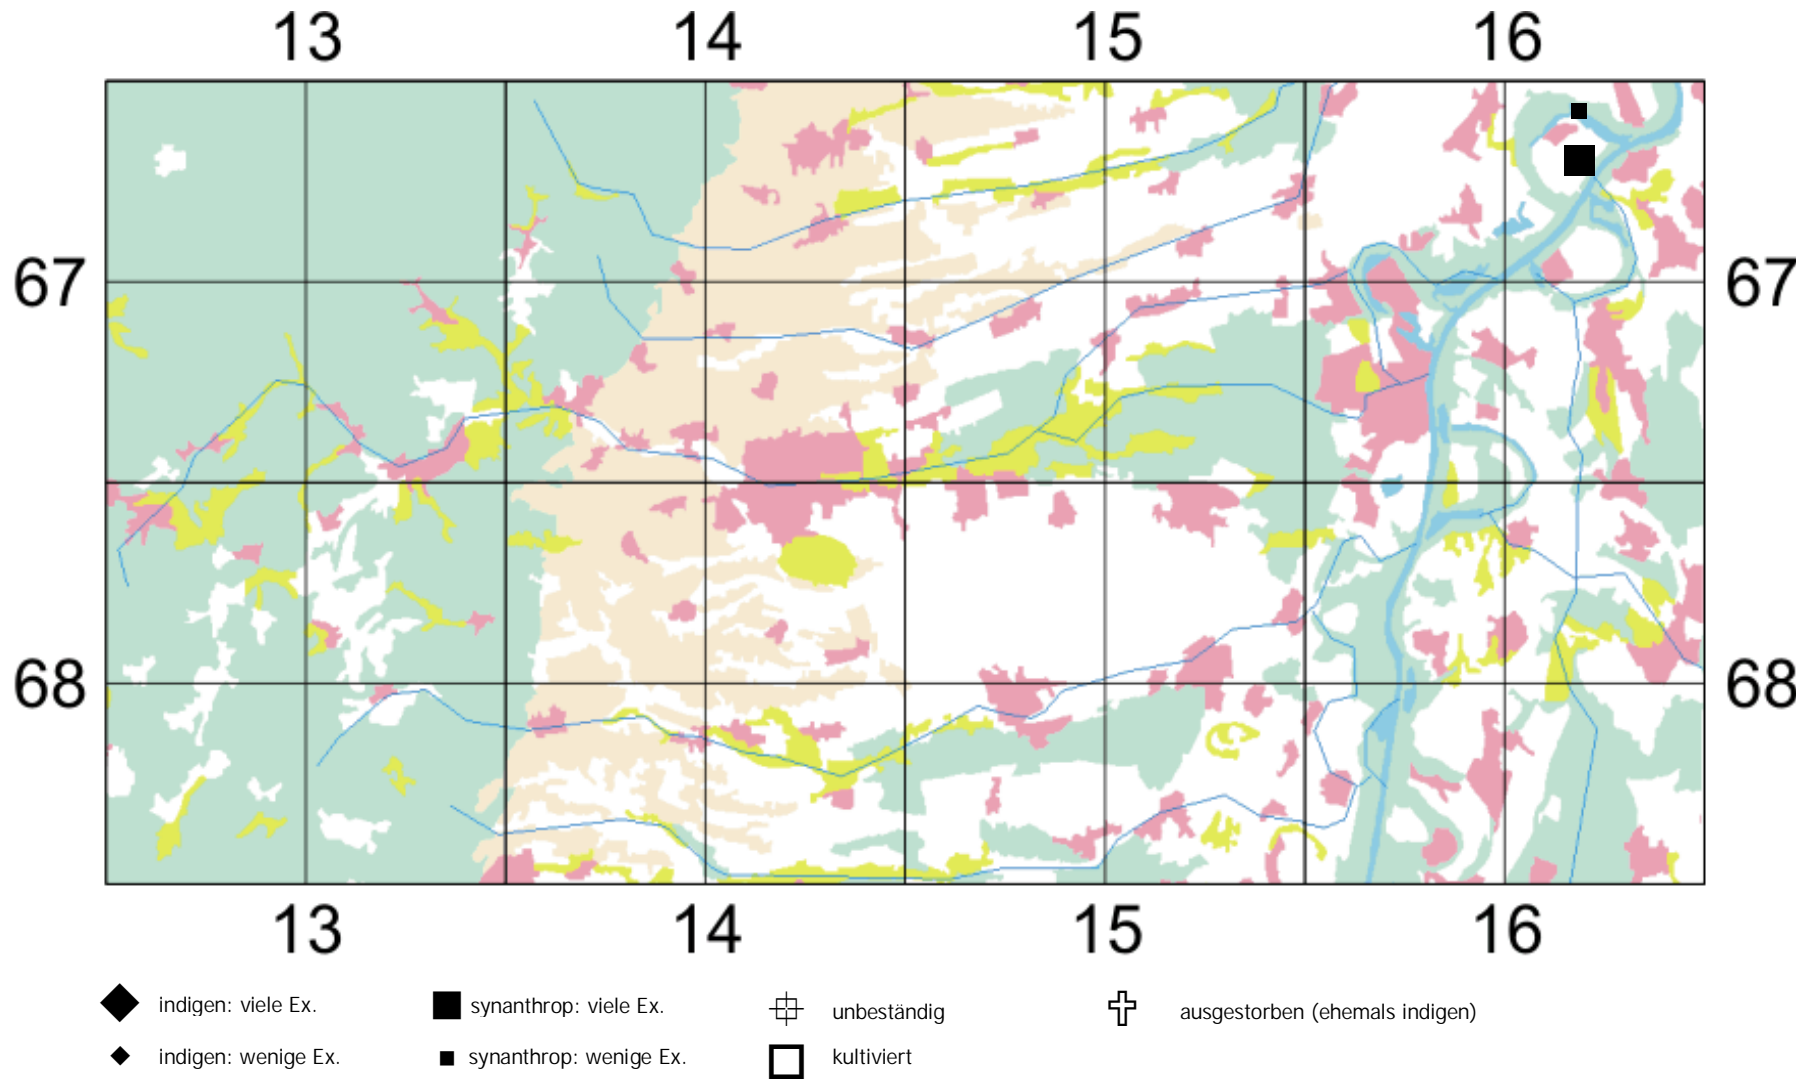 13 14 15 16
67 67
68 68
13 14 15 16
indigen: viele Ex. synanthrop: viele Ex. unbeständig ausgestorben (ehemals indigen)
indigen: wenige Ex. synanthrop: wenige Ex. kultiviert